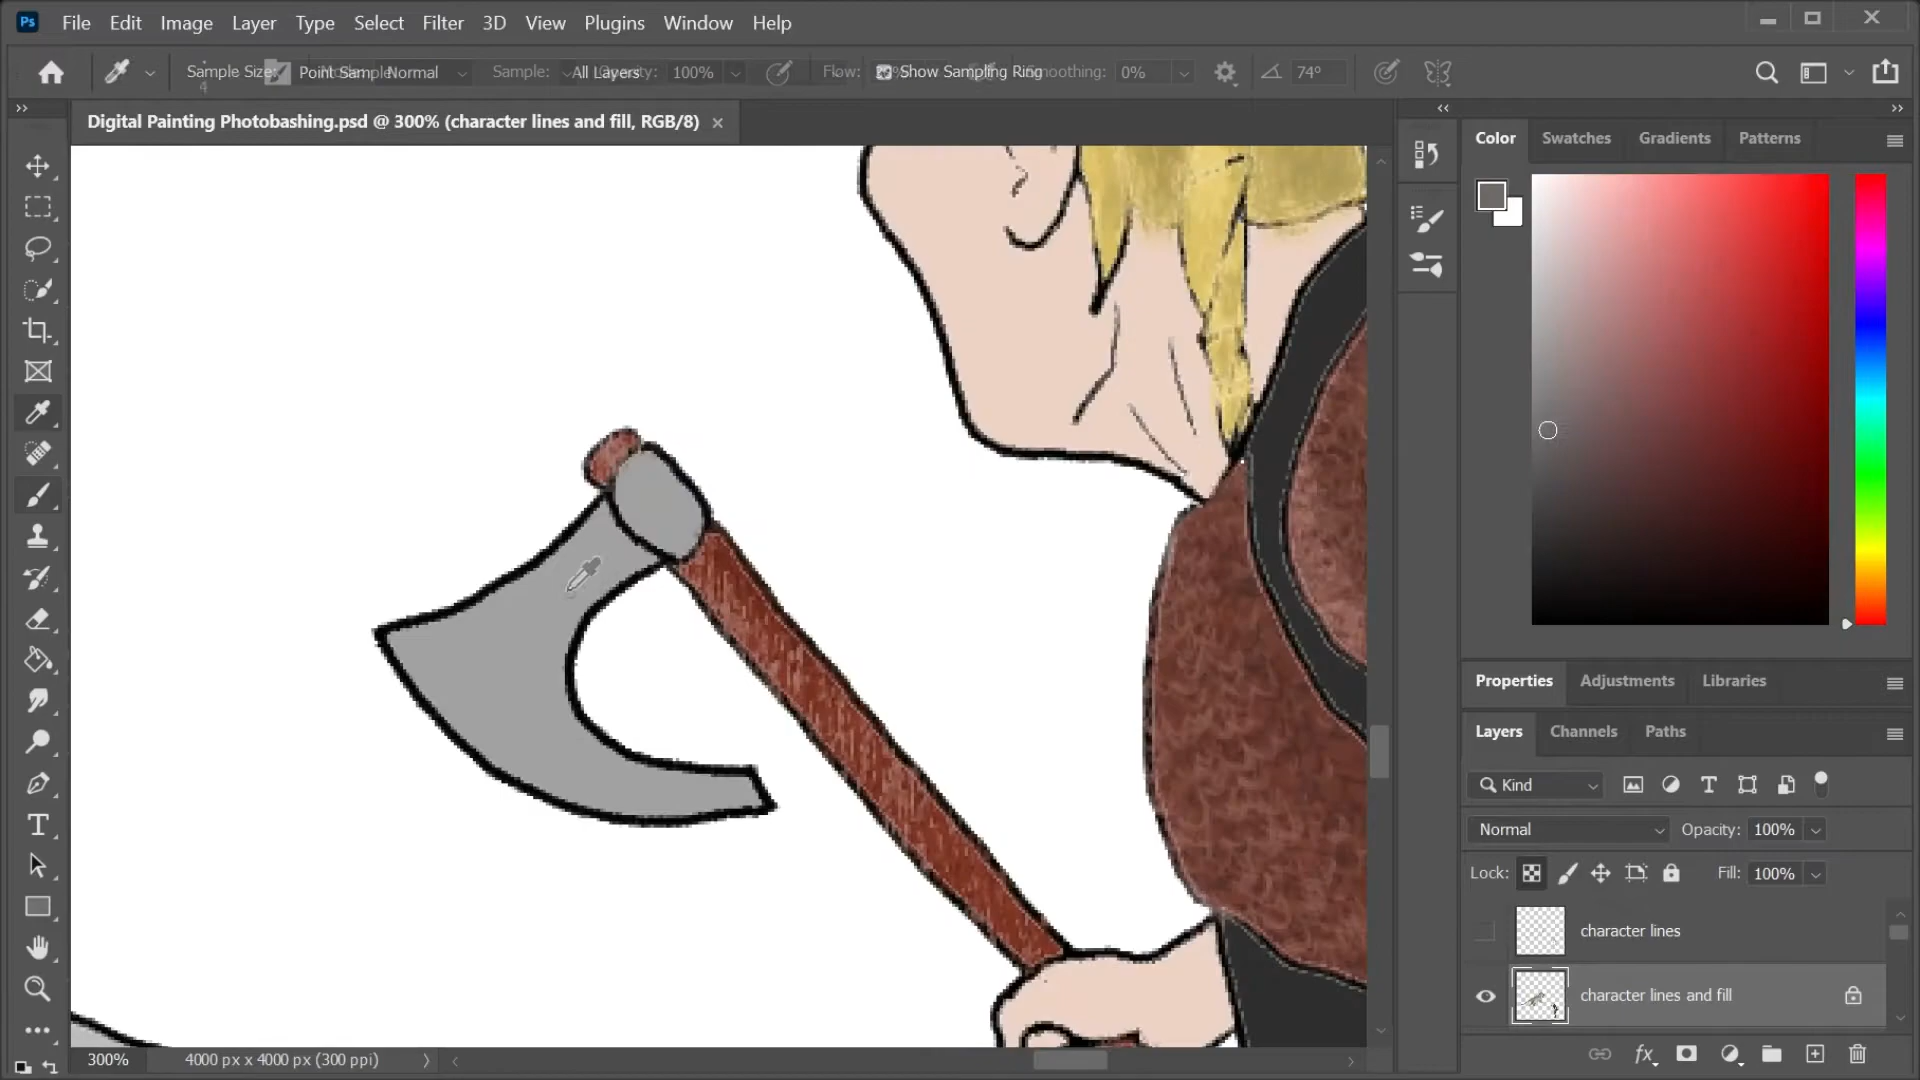 Ps File Edit Image Layer Type Select Filter 3D View Plugins Window Help
Sample Size: Point Sample Normal Sample: All Layers 100% Flow: Show Sampling Ring Smoothing: 0% 74°
Digital Painting Photobashing.psd @ 300% (character lines and fill, RGB/8)
Color Swatches Gradients Patterns
Properties Adjustments Libraries
Layers Channels Paths
Kind
Normal Opacity: 100%
Lock: Fill: 100%
character lines
character lines and fill
fx
300% 4000 px x 4000 px (300 ppi)